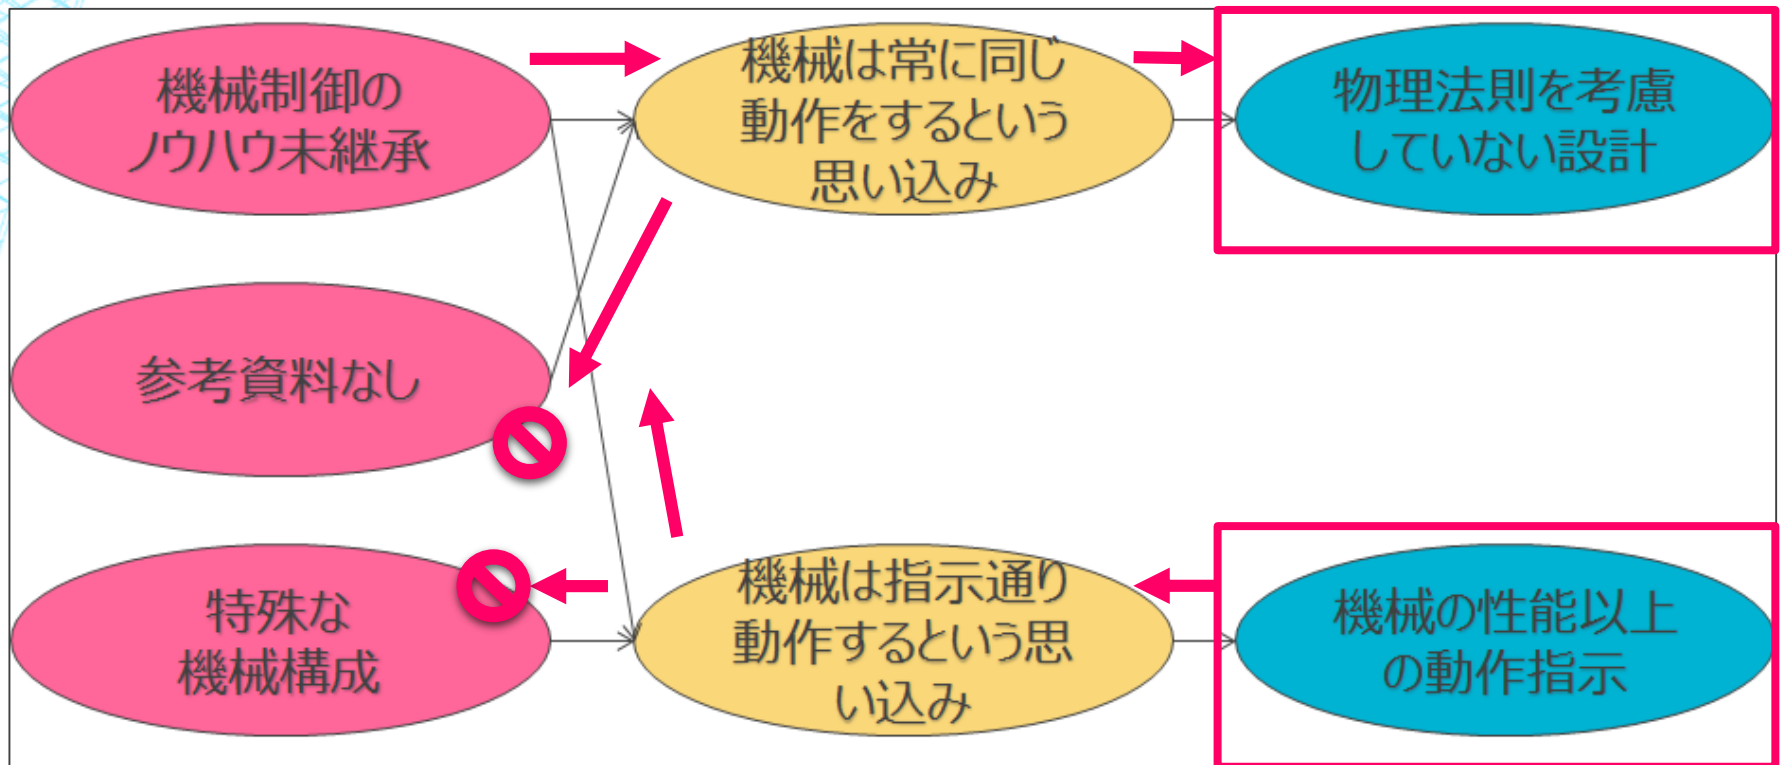 機械制御の
ノウハウ未継承
機械は常に同じ
動作をするという
思い込み
物理法則を考慮
していない設計
参考資料なし
特殊な
機械構成
機械は指示通り
動作するという思
い込み
機械の性能以上
の動作指示